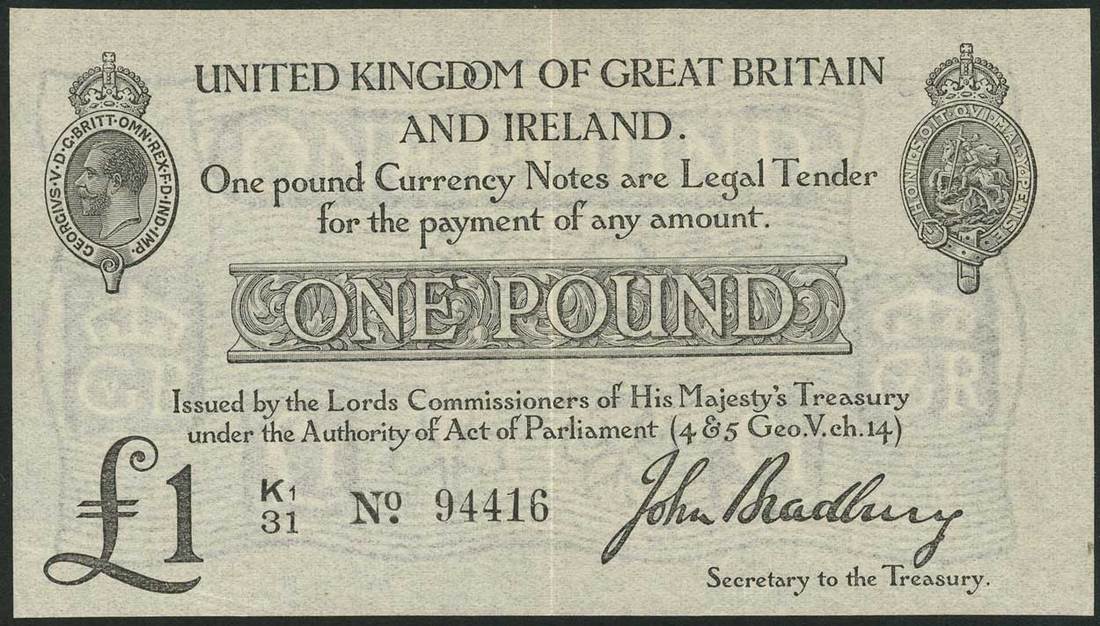 UNITED KINGDOM OF GREAT BRITAIN
AND IRELAND.
GEORGIVS·V·D·G·BRITT·OMN·REX·F·D·IND·IMP.
HONI·SOIT·QVI·MAL·Y·PENSE
One pound Currency Notes are Legal Tender
for the payment of any amount.
ONE POUND
Issued by the Lords Commissioners of His Majesty's Treasury
under the Authority of Act of Parliament (4 & 5 Geo.V.ch.14)
£1
K1
31
No. 94416
John Bradbury
Secretary to the Treasury.
GR
GR